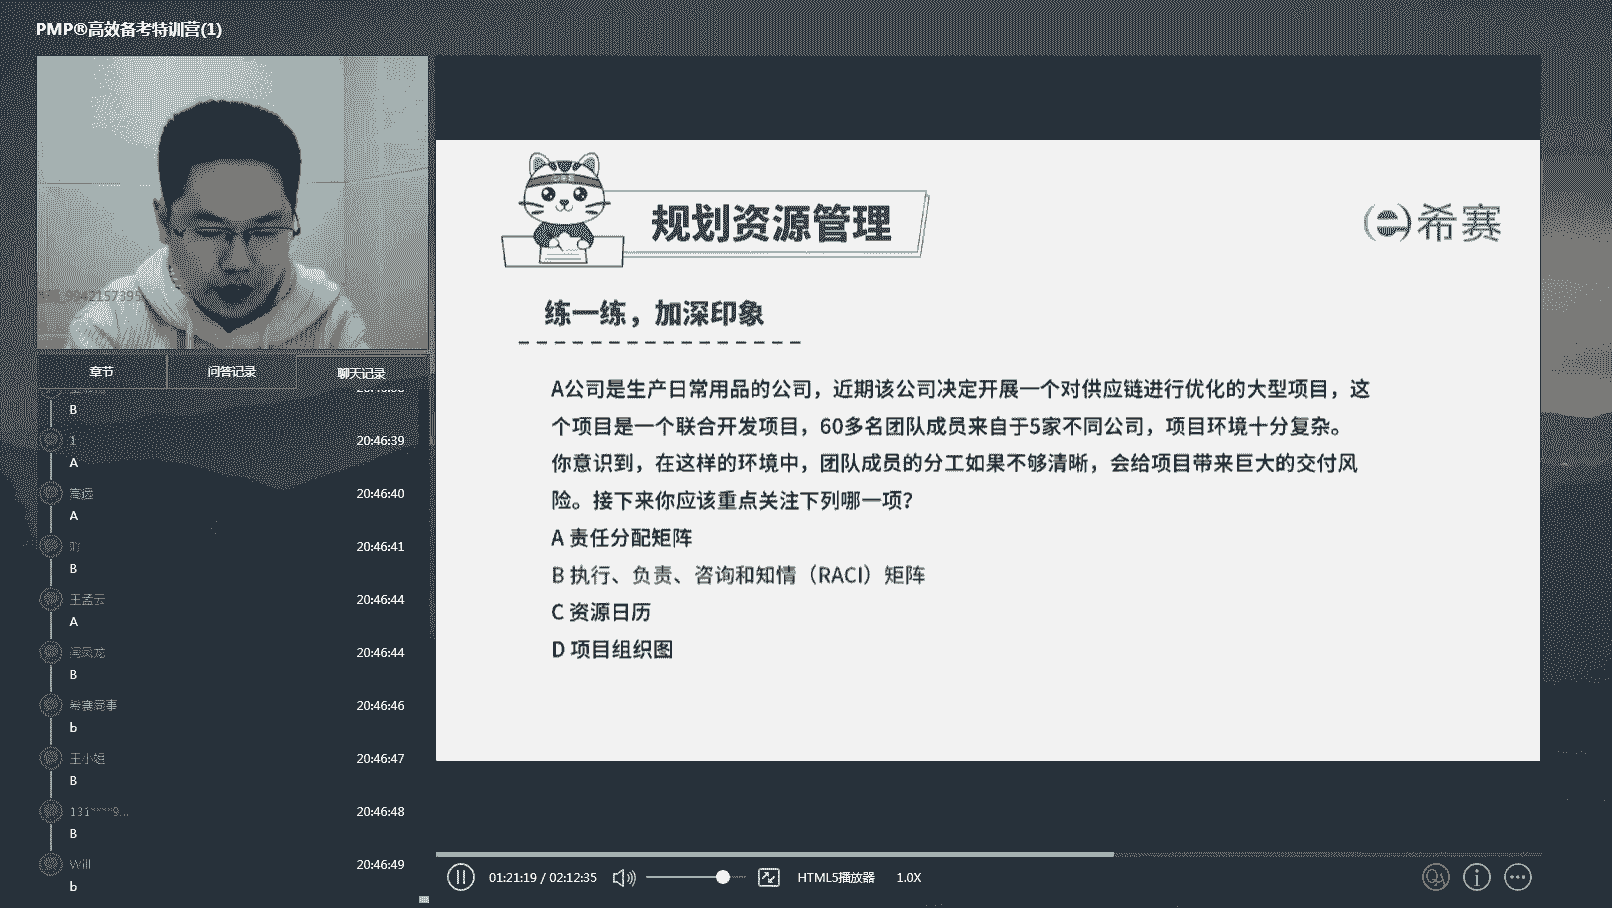 PMP®高效备考特训营(1)
章节
问答记录
聊天记录
B
1
20:46:39
A
高远
20:46:40
A
20:46:41
B
王孟云
20:46:44
A
闫凤龙
20:46:44
B
希赛同事
20:46:46
b
王小姐
20:46:47
B
131****9...
20:46:48
B
Will
20:46:49
b
规划资源管理
希赛
练一练，加深印象
A公司是生产日常用品的公司，近期该公司决定开展一个对供应链进行优化的大型项目，这
个项目是一个联合开发项目，60多名团队成员来自于5家不同公司，项目环境十分复杂。
你意识到，在这样的环境中，团队成员的分工如果不够清晰，会给项目带来巨大的交付风
险。接下来你应该重点关注下列哪一项？
A 责任分配矩阵
B 执行、负责、咨询和知情（RACI）矩阵
C 资源日历
D 项目组织图
01:21:19 / 02:12:35
HTML5播放器
1.0X
QA